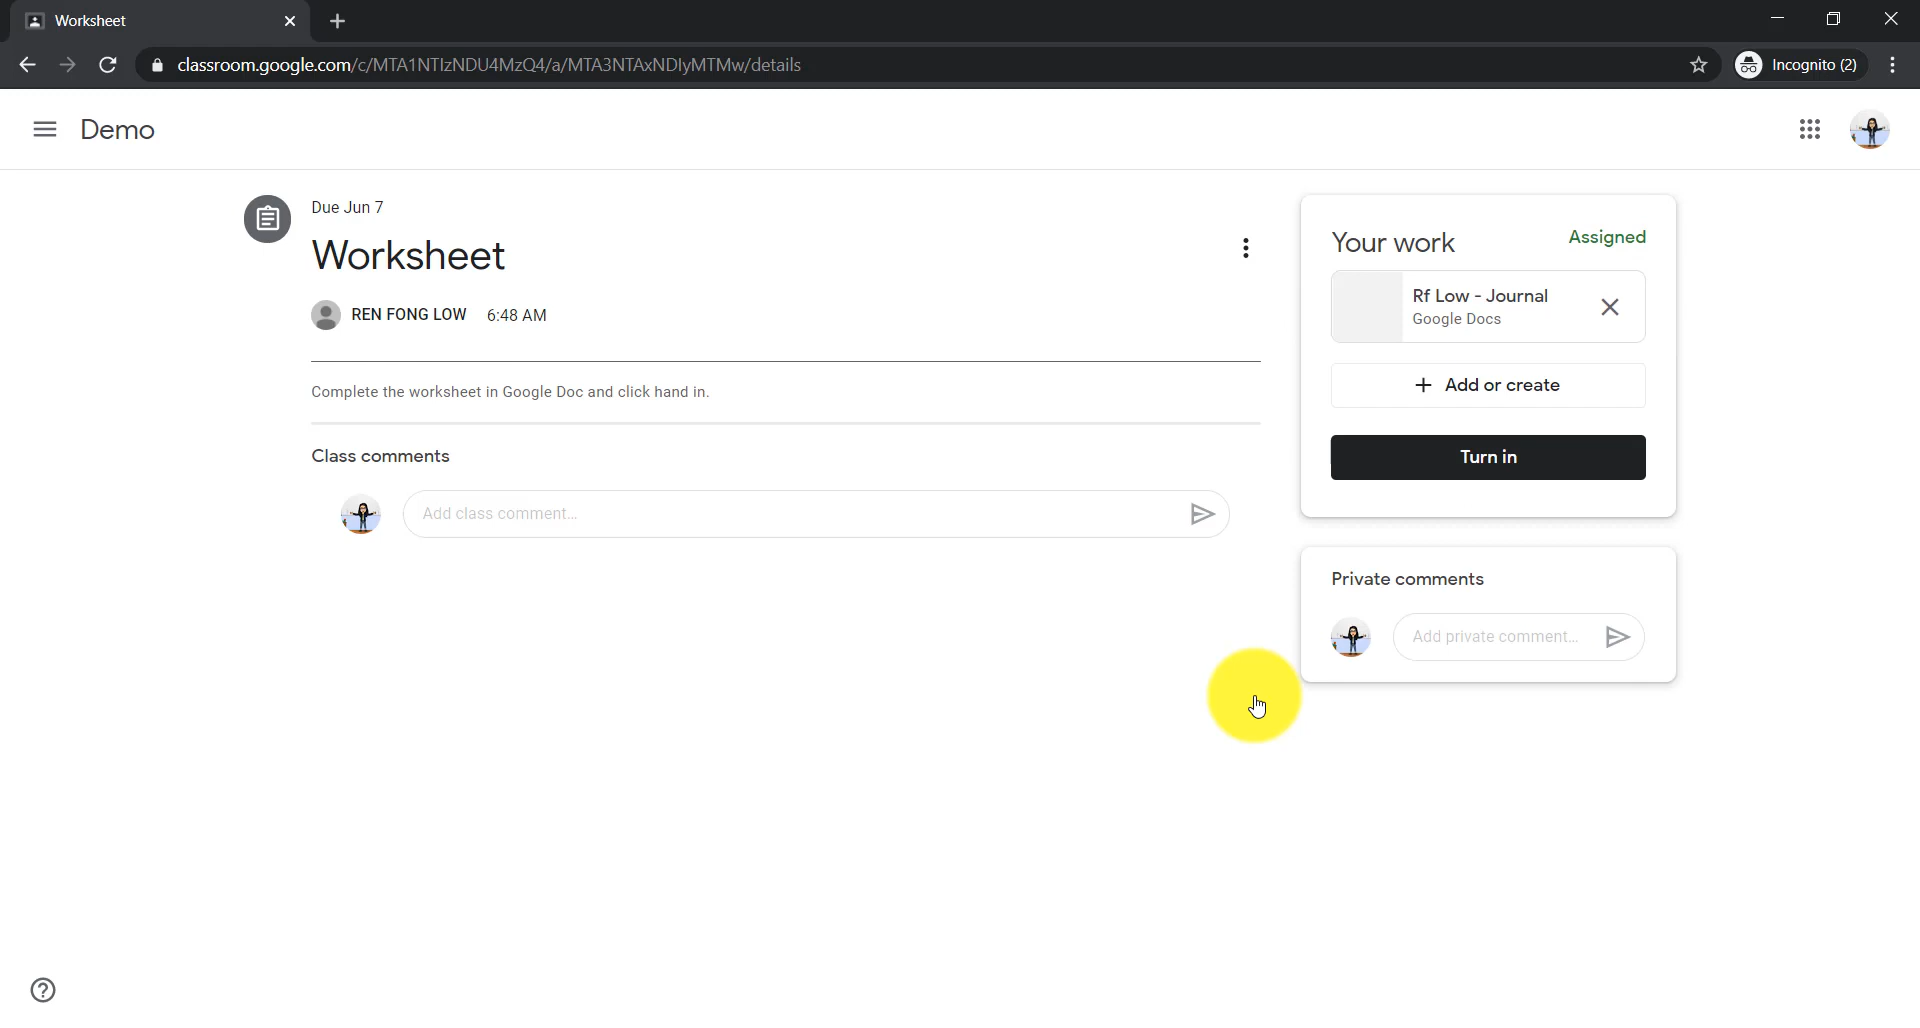 Worksheet
classroom.google.com/c/MTA1NTIzNDU4MzQ4/a/MTA3NTAxNDIyMTMw/details
Incognito (2)
Demo
Due Jun 7
Worksheet
REN FONG LOW 6:48 AM
Complete the worksheet in Google Doc and click hand in.
Class comments
Add class comment...
Your work
Assigned
Rf Low - Journal
Google Docs
+ Add or create
Turn in
Private comments
Add private comment...